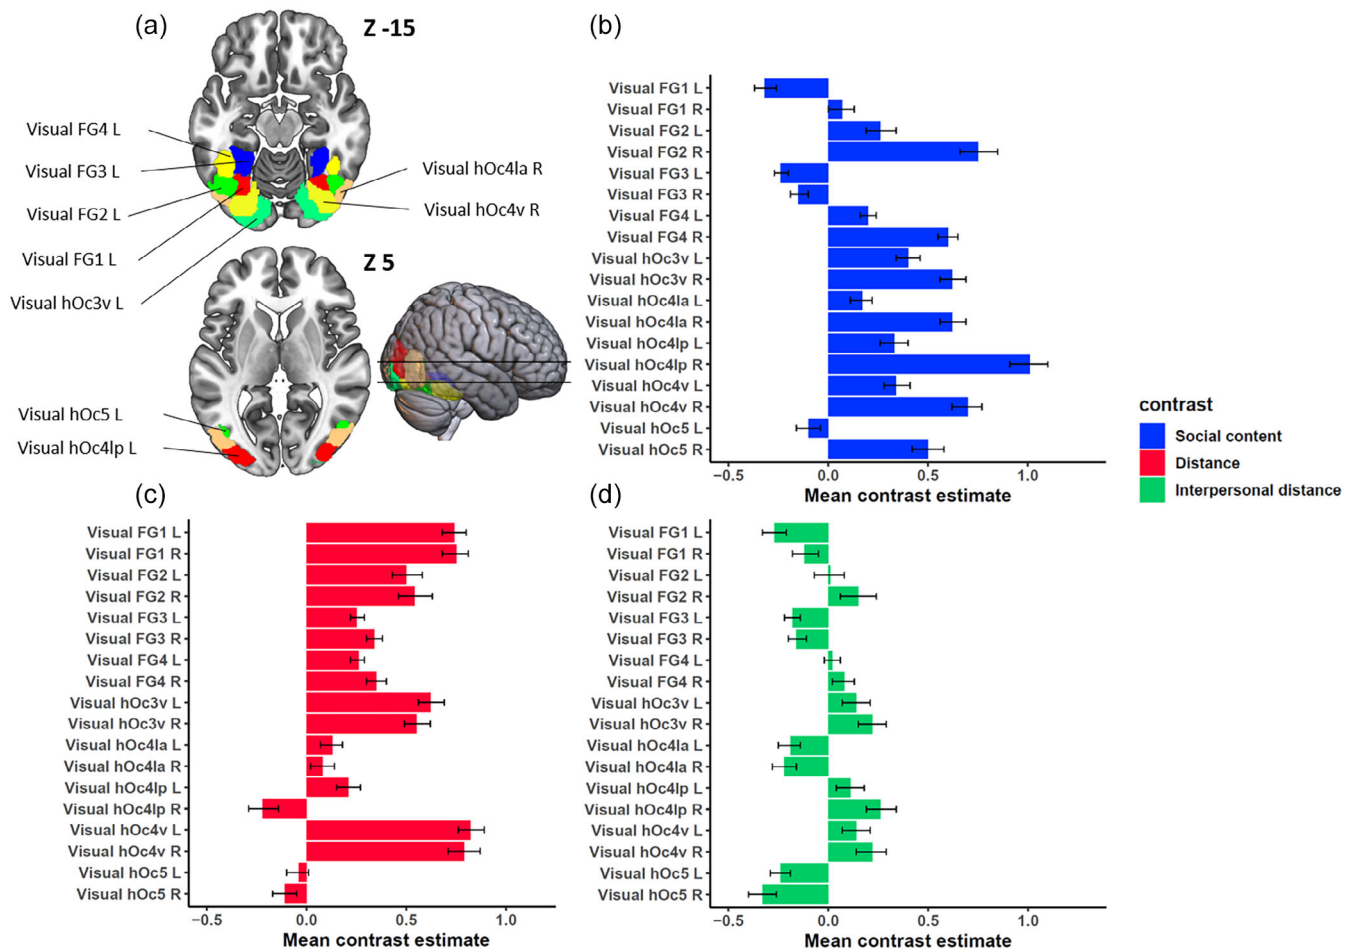 (a)
Z -15
Visual FG4 L
Visual FG3 L
Visual FG2 L
Visual FG1 L
Visual hOc3v L
Visual hOc4la R
Visual hOc4v R
Z 5
Visual hOc5 L
Visual hOc4lp L
(b)
Visual FG1 L
Visual FG1 R
Visual FG2 L
Visual FG2 R
Visual FG3 L
Visual FG3 R
Visual FG4 L
Visual FG4 R
Visual hOc3v L
Visual hOc3v R
Visual hOc4la L
Visual hOc4la R
Visual hOc4lp L
Visual hOc4lp R
Visual hOc4v L
Visual hOc4v R
Visual hOc5 L
Visual hOc5 R
−0.5 0.0 0.5 1.0
Mean contrast estimate
contrast
Social content
Distance
Interpersonal distance
(c)
Visual FG1 L
Visual FG1 R
Visual FG2 L
Visual FG2 R
Visual FG3 L
Visual FG3 R
Visual FG4 L
Visual FG4 R
Visual hOc3v L
Visual hOc3v R
Visual hOc4la L
Visual hOc4la R
Visual hOc4lp L
Visual hOc4lp R
Visual hOc4v L
Visual hOc4v R
Visual hOc5 L
Visual hOc5 R
−0.5 0.0 0.5 1.0
Mean contrast estimate
(d)
Visual FG1 L
Visual FG1 R
Visual FG2 L
Visual FG2 R
Visual FG3 L
Visual FG3 R
Visual FG4 L
Visual FG4 R
Visual hOc3v L
Visual hOc3v R
Visual hOc4la L
Visual hOc4la R
Visual hOc4lp L
Visual hOc4lp R
Visual hOc4v L
Visual hOc4v R
Visual hOc5 L
Visual hOc5 R
−0.5 0.0 0.5 1.0
Mean contrast estimate